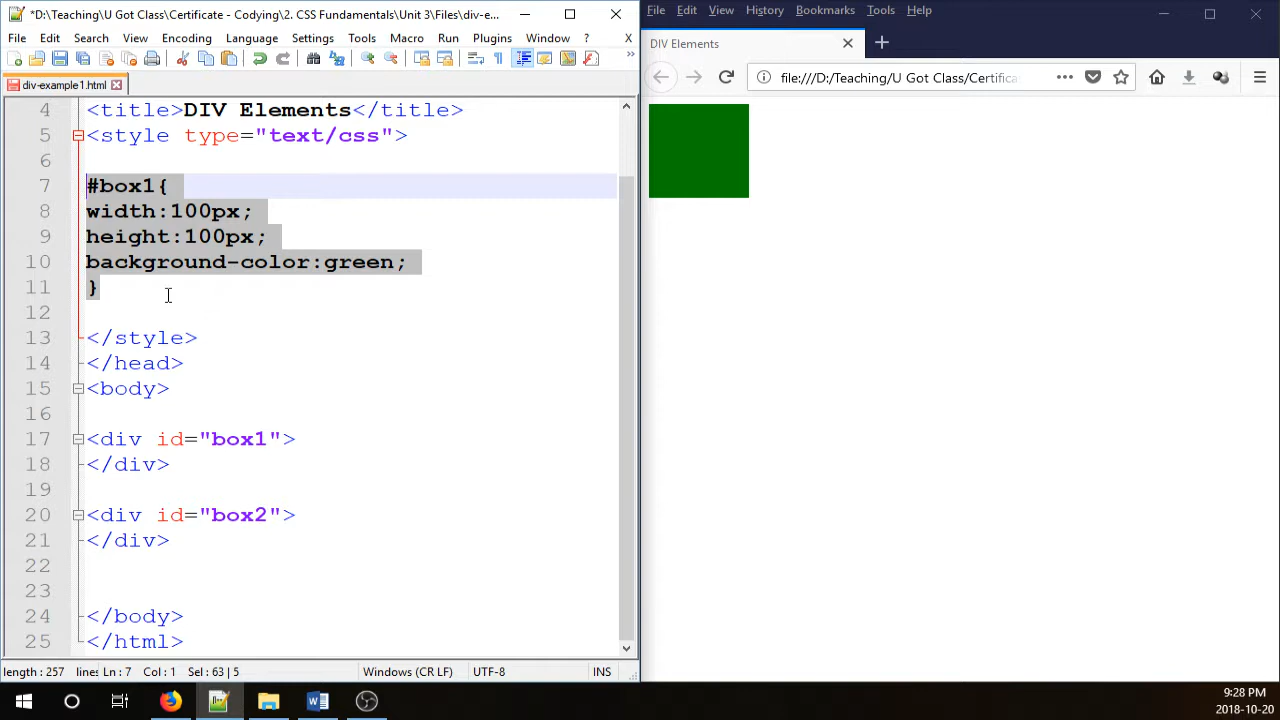 *D:\Teaching\U Got Class\Certificate - Codying\2. CSS Fundamentals\Unit 3\Files\div-e...
File Edit Search View Encoding Language Settings Tools Macro Run Plugins Window ? X
div-example1.html
4 <title>DIV Elements</title>
5 <style type="text/css">
6
7 #box1{
8 width:100px;
9 height:100px;
10 background-color:green;
11 }
12
13 </style>
14 </head>
15 <body>
16
17 <div id="box1">
18 </div>
19
20 <div id="box2">
21 </div>
22
23
24 </body>
25 </html>
length : 257 lines Ln : 7 Col : 1 Sel : 63 | 5 Windows (CR LF) UTF-8 INS
File Edit View History Bookmarks Tools Help
DIV Elements
file:///D:/Teaching/U Got Class/Certifica
9:28 PM
2018-10-20